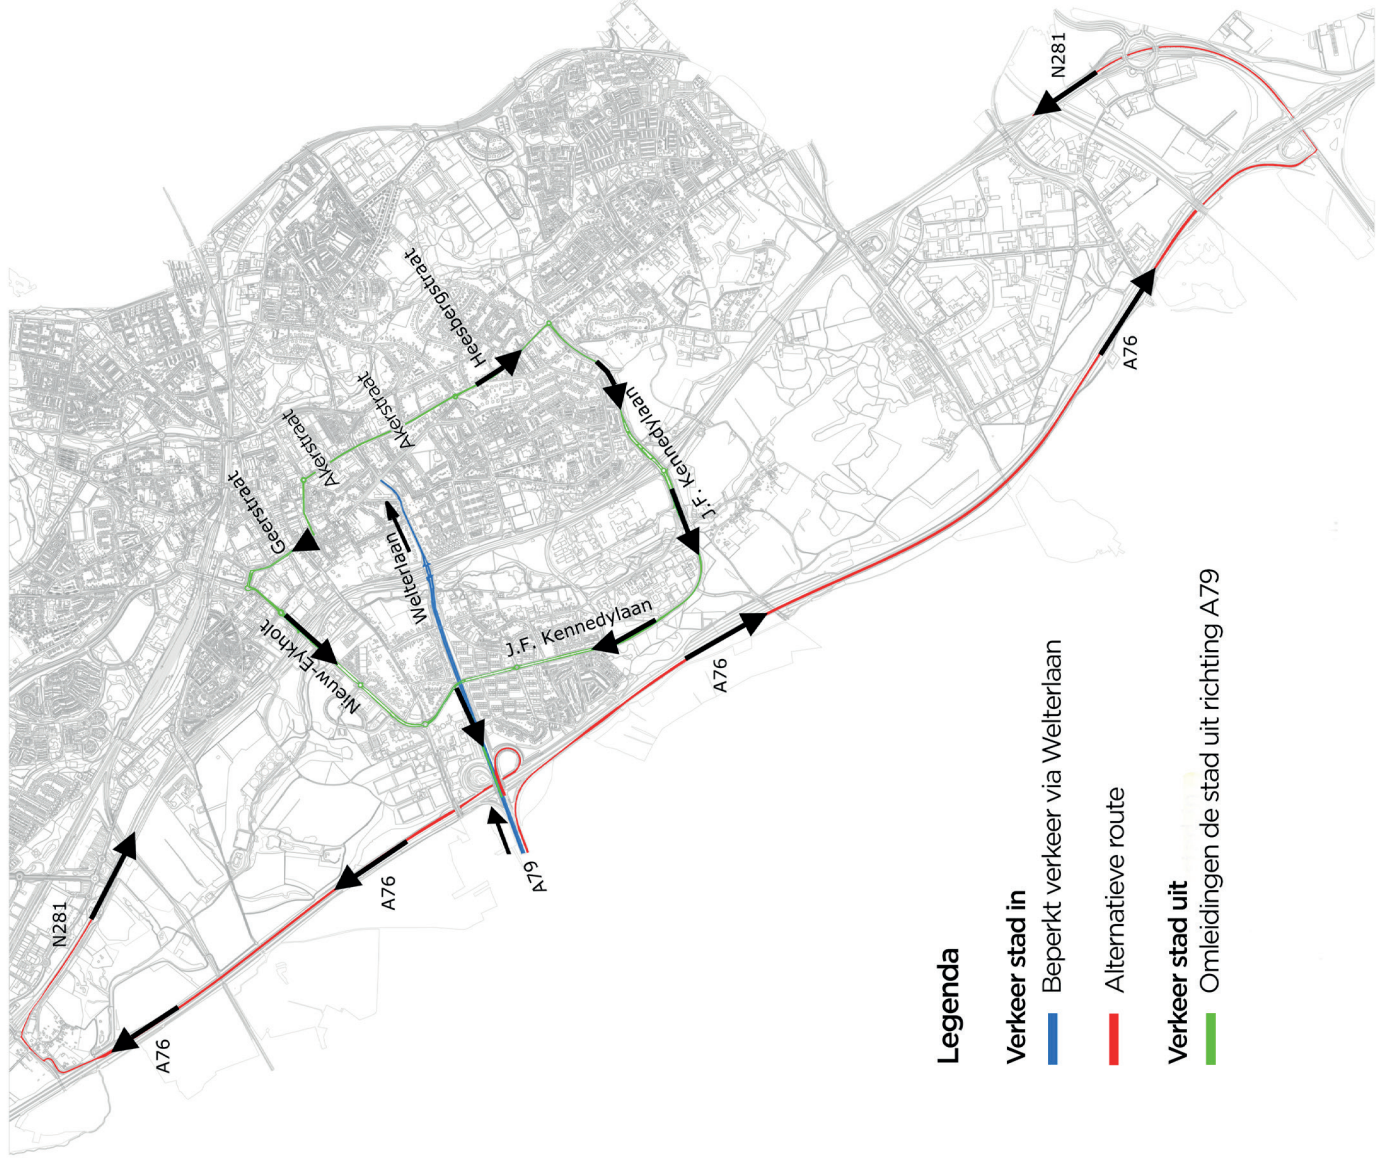 N281
A76
A76
A79
Nieuw-Eykholt
Geerstraat
Akerstraat
Akerstraat
Heesbergstraat
Welterlaan
J.F. Kennedylaan
J.F. Kennedylaan
A76
A76
N281
Legenda
Verkeer stad in
Beperkt verkeer via Welterlaan
Alternatieve route
Verkeer stad uit
Omleidingen de stad uit richting A79